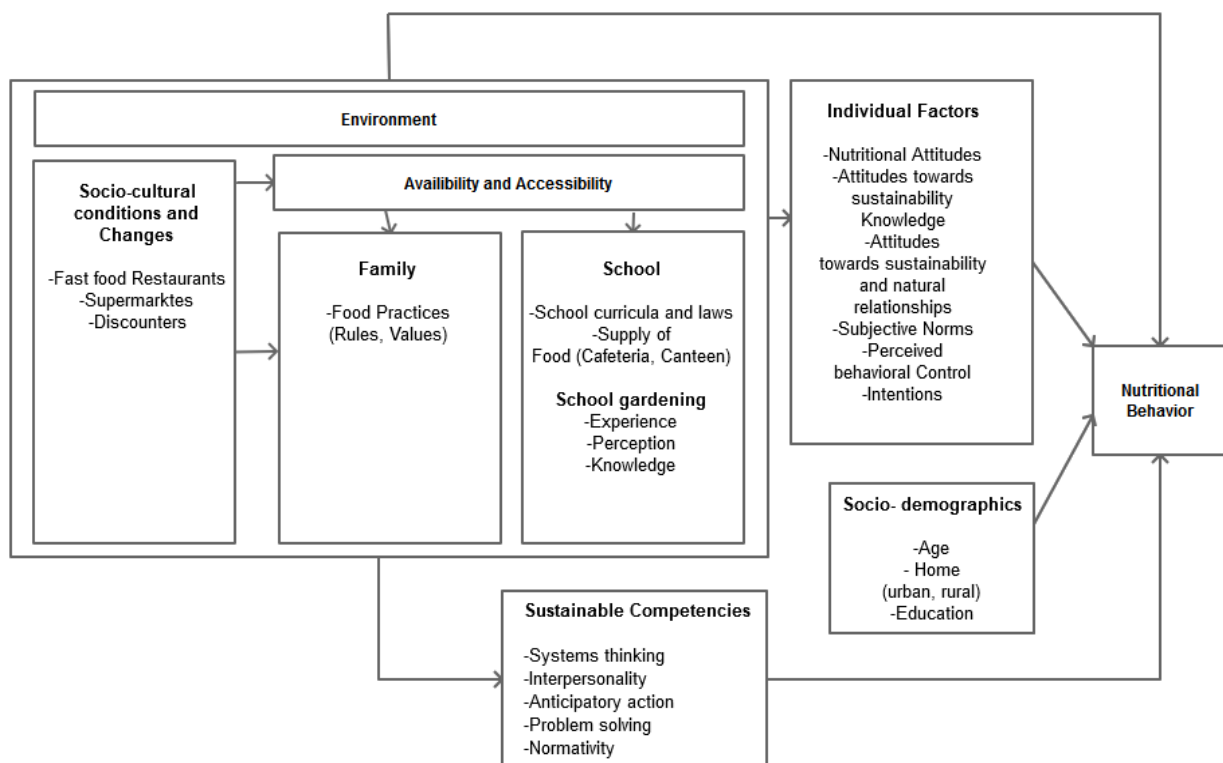 Environment
Socio-cultural
conditions and
Changes
-Fast food Restaurants
-Supermarktes
-Discounters
Availibility and Accessibility
Family
-Food Practices
(Rules, Values)
School
-School curricula and laws
-Supply of
Food (Cafeteria, Canteen)
School gardening
-Experience
-Perception
-Knowledge
Individual Factors
-Nutritional Attitudes
-Attitudes towards
sustainability
Knowledge
-Attitudes
towards sustainability
and natural
relationships
-Subjective Norms
-Perceived
behavioral Control
-Intentions
Nutritional
Behavior
Socio- demographics
-Age
- Home
(urban, rural)
-Education
Sustainable Competencies
-Systems thinking
-Interpersonality
-Anticipatory action
-Problem solving
-Normativity